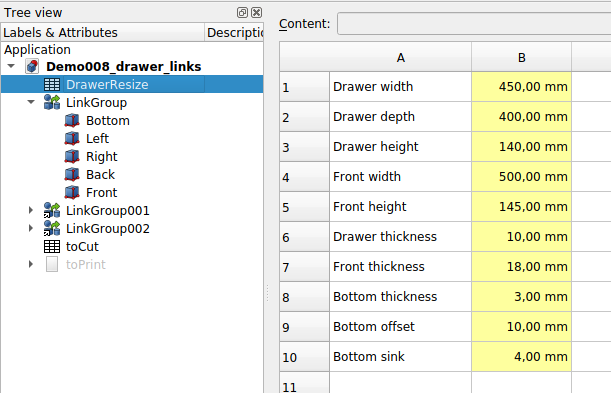 Tree view
Labels & Attributes Descriptio
Application
Demo008_drawer_links
DrawerResize
LinkGroup
Bottom
Left
Right
Back
Front
LinkGroup001
LinkGroup002
toCut
toPrint
Content:
A B
1 Drawer width 450,00 mm
2 Drawer depth 400,00 mm
3 Drawer height 140,00 mm
4 Front width 500,00 mm
5 Front height 145,00 mm
6 Drawer thickness 10,00 mm
7 Front thickness 18,00 mm
8 Bottom thickness 3,00 mm
9 Bottom offset 10,00 mm
10 Bottom sink 4,00 mm
11